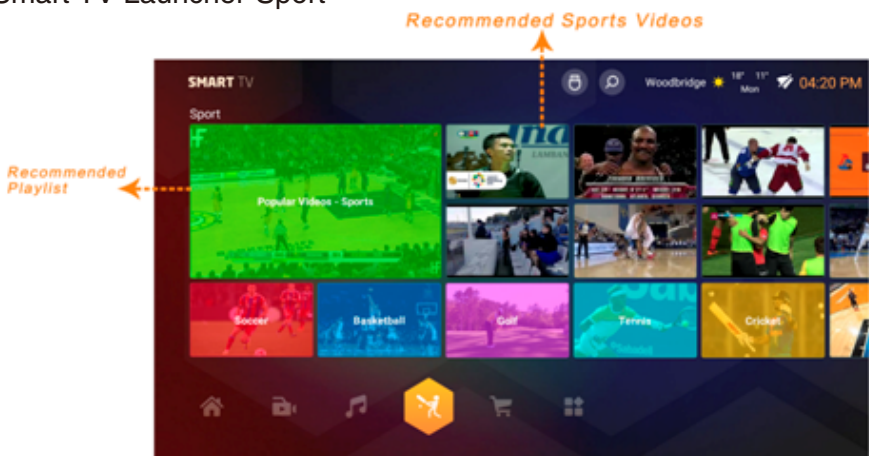 Smart TV Launcher Sport
Recommended Sports Videos
SMART TV
Woodbridge
18° 11°
Mon
04:20 PM
Sport
Recommended
Playlist
LAMBAN
Popular Videos - Sports
Soccer
Basketball
Golf
Tennis
Cricket